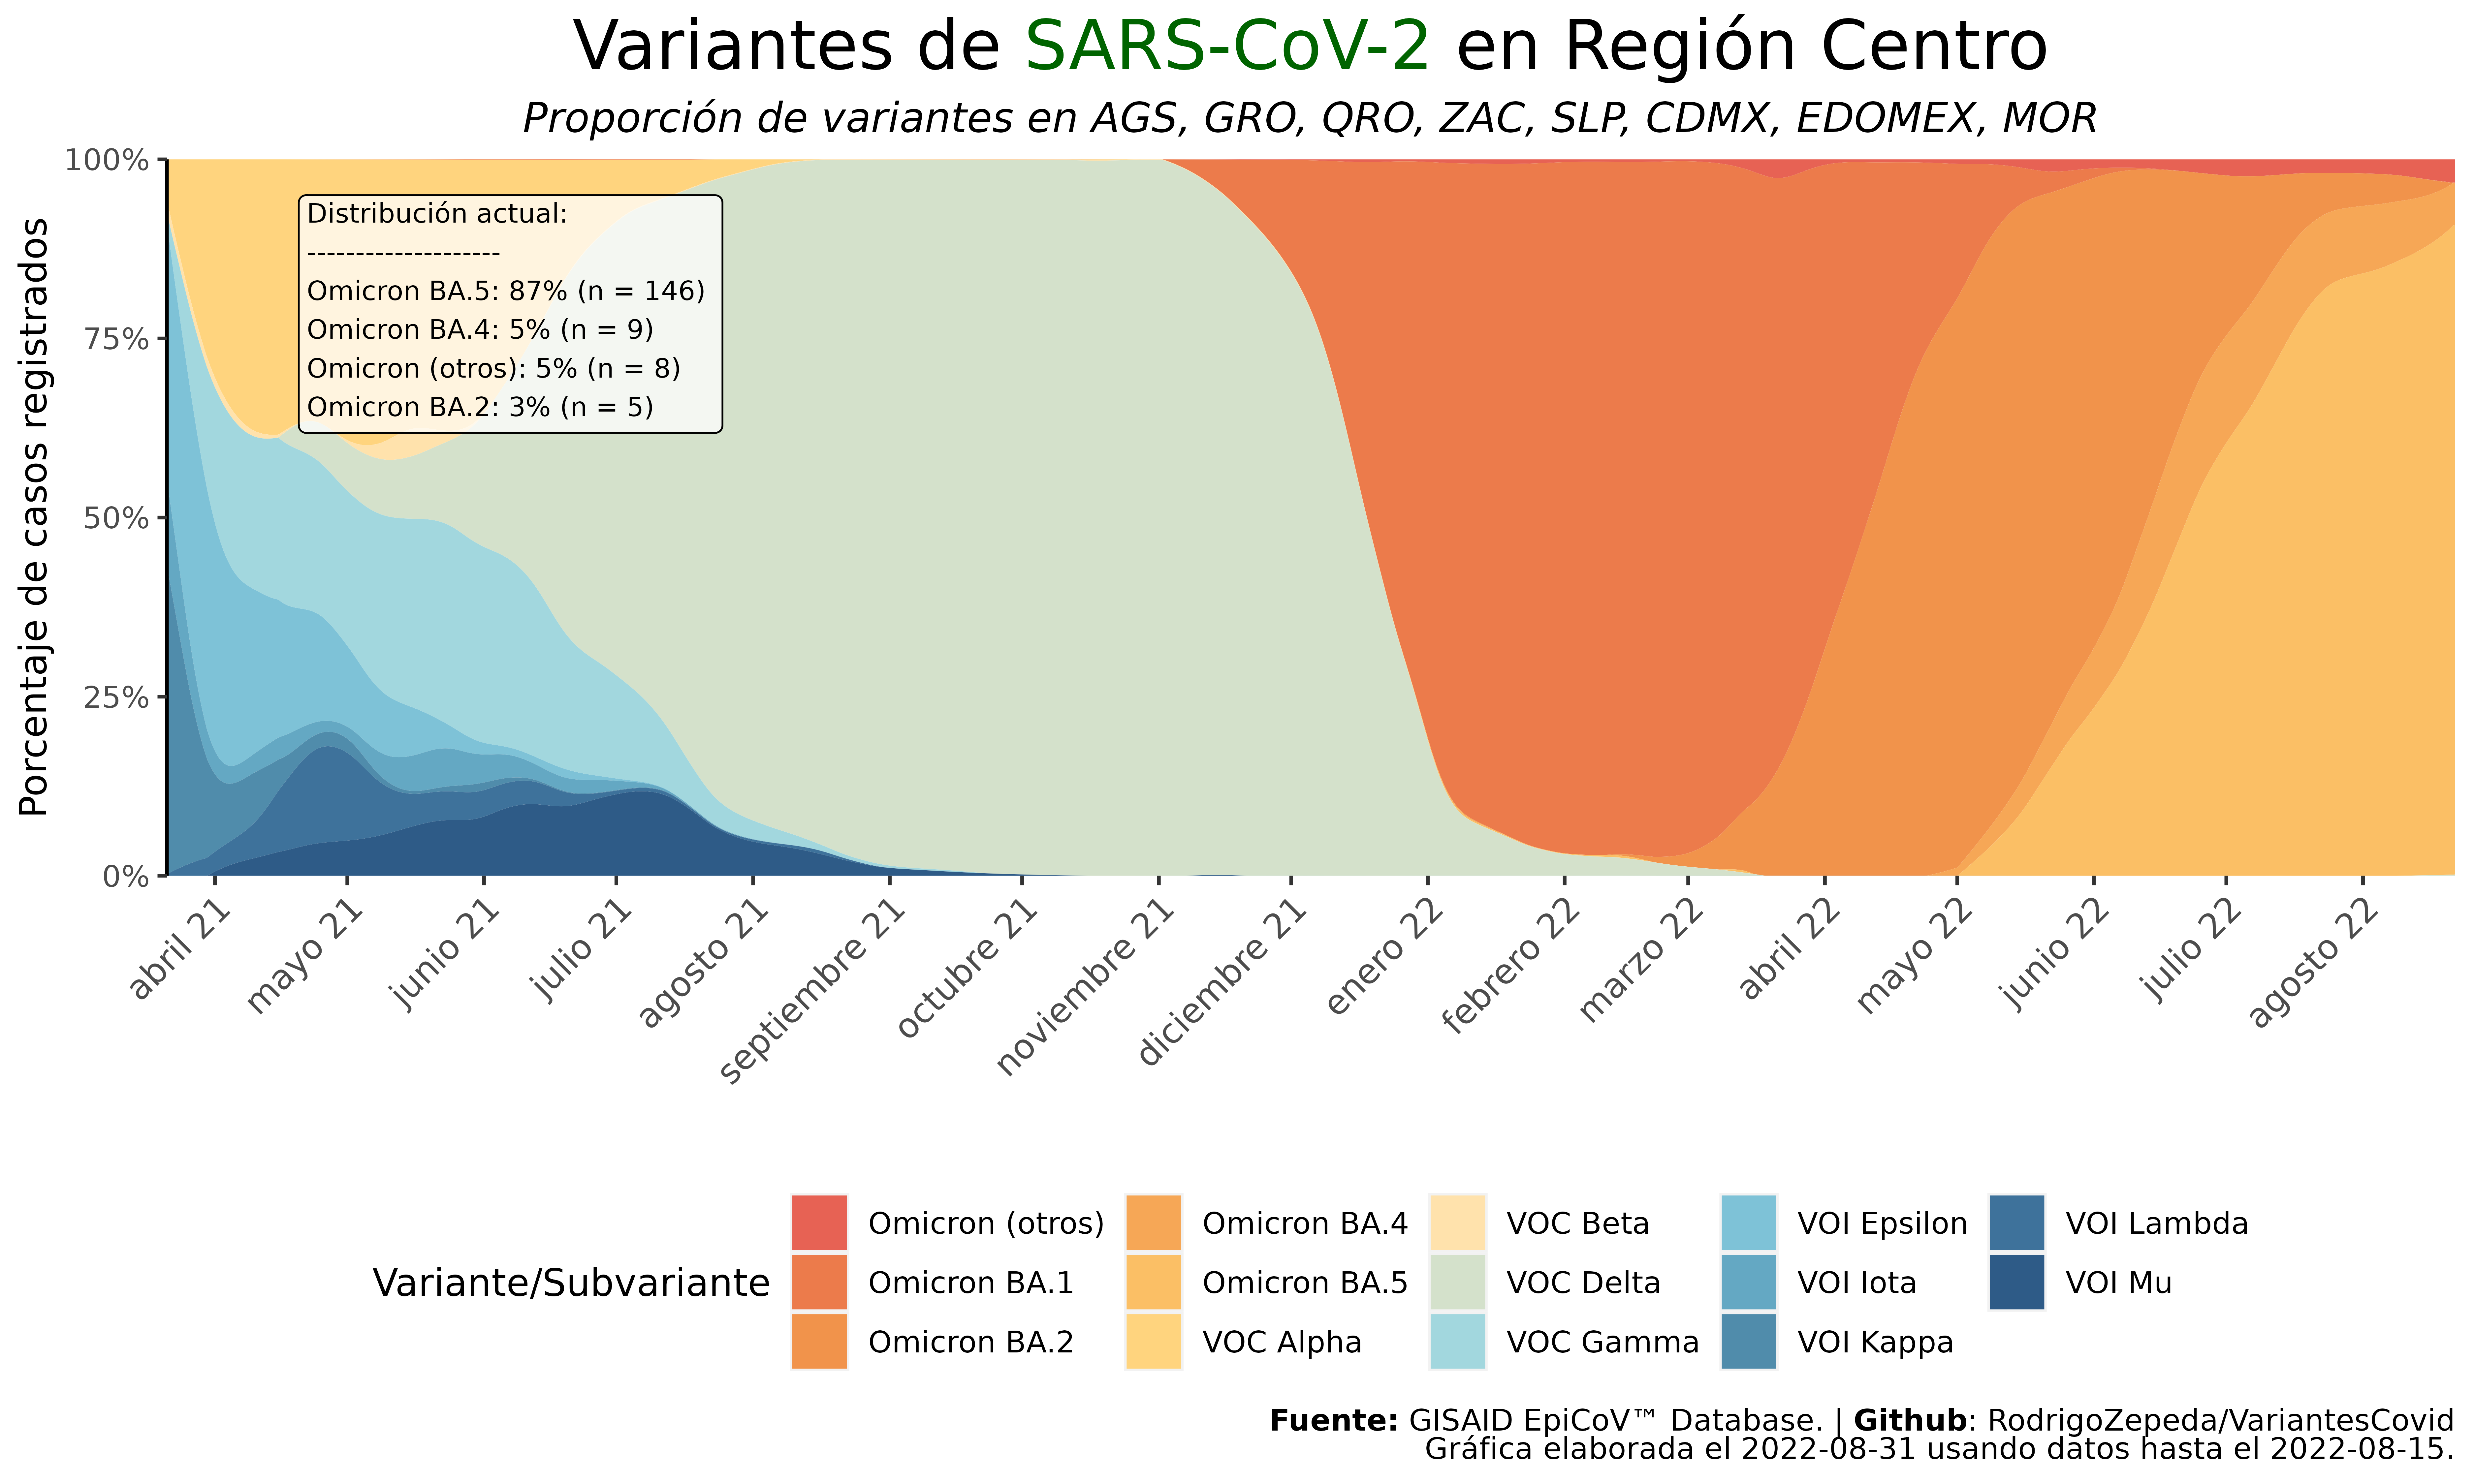 Variantes de SARS-CoV-2 en Región Centro
Proporción de variantes en AGS, GRO, QRO, ZAC, SLP, CDMX, EDOMEX, MOR
Porcentaje de casos registrados
100%
75%
50%
25%
0%
Distribución actual:
--------------------
Omicron BA.5: 87% (n = 146)
Omicron BA.4: 5% (n = 9)
Omicron (otros): 5% (n = 8)
Omicron BA.2: 3% (n = 5)
abril 21
mayo 21
junio 21
julio 21
agosto 21
septiembre 21
octubre 21
noviembre 21
diciembre 21
enero 22
febrero 22
marzo 22
abril 22
mayo 22
junio 22
julio 22
agosto 22
Variante/Subvariante
Omicron (otros)
Omicron BA.1
Omicron BA.2
Omicron BA.4
Omicron BA.5
VOC Alpha
VOC Beta
VOC Delta
VOC Gamma
VOI Epsilon
VOI Iota
VOI Kappa
VOI Lambda
VOI Mu
Fuente: GISAID EpiCoV™ Database. | Github: RodrigoZepeda/VariantesCovid
Gráfica elaborada el 2022-08-31 usando datos hasta el 2022-08-15.